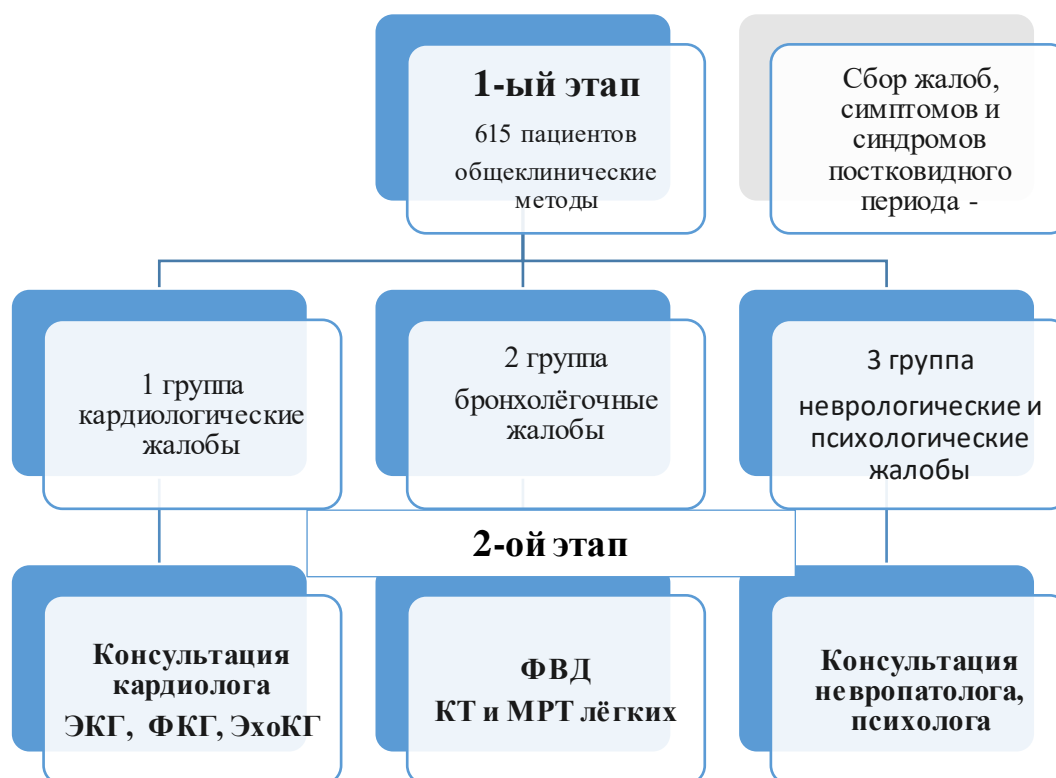 1-ый этап
615 пациентов
общеклинические
методы
Сбор жалоб,
симптомов и
синдромов
постковидного
периода -
1 группа
кардиологические
жалобы
2 группа
бронхолёгочные
жалобы
3 группа
неврологические и
психологические
жалобы
2-ой этап
Консультация
кардиолога
ЭКГ, ФКГ, ЭхоКГ
ФВД
КТ и МРТ лёгких
Консультация
невропатолога,
психолога